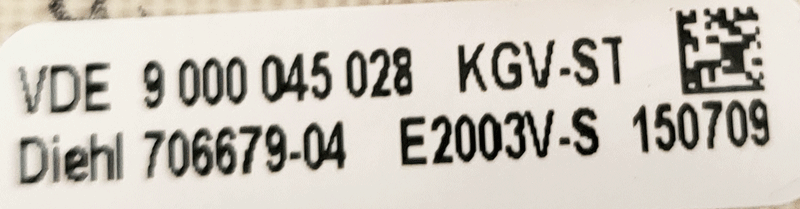 VDE 9 000 045 028 KGV-ST
Diehl 706679-04 E2003V-S 150709